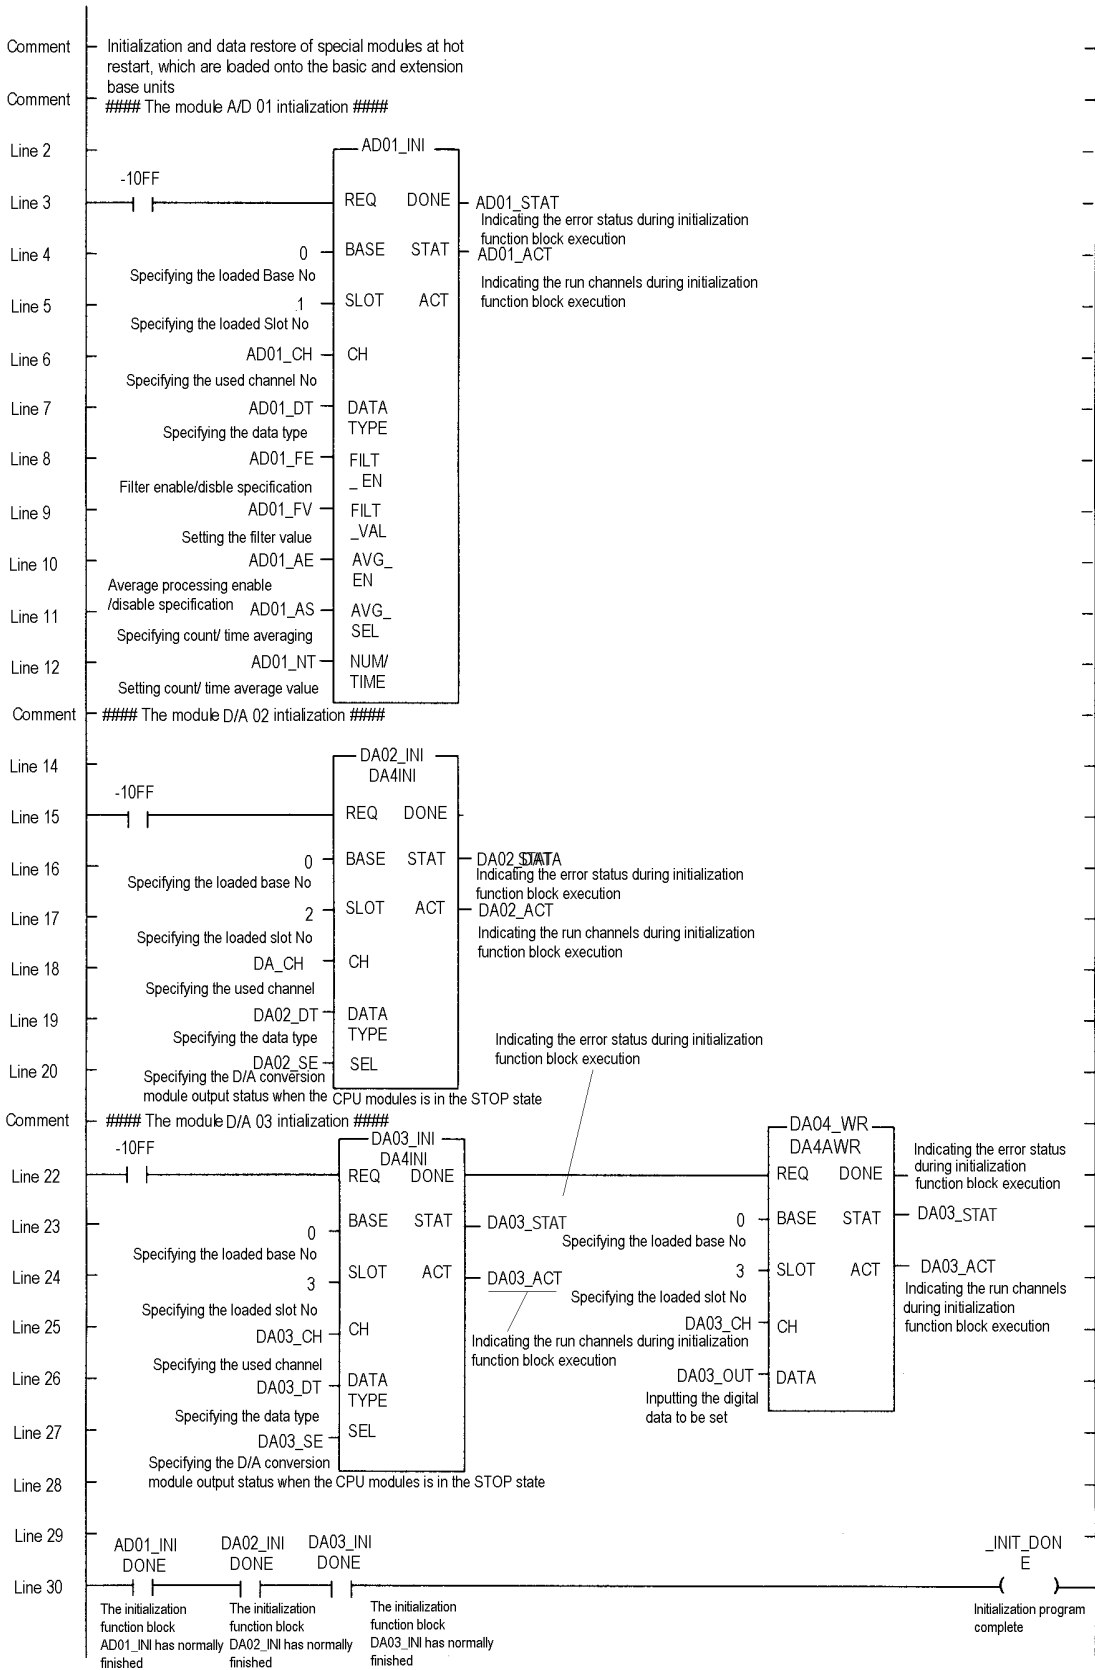 Comment
Initialization and data restore of special modules at hot
restart, which are loaded onto the basic and extension
base units
Comment
#### The module A/D 01 intialization ####
Line 2
AD01_INI
-10FF
Line 3
REQ DONE
AD01_STAT
Indicating the error status during initialization
function block execution
Line 4
0
BASE STAT
AD01_ACT
Specifying the loaded Base No
Indicating the run channels during initialization
function block execution
Line 5
1
SLOT ACT
Specifying the loaded Slot No
Line 6
AD01_CH
CH
Specifying the used channel No
Line 7
AD01_DT
DATA
TYPE
Specifying the data type
Line 8
AD01_FE
FILT
_ EN
Filter enable/disble specification
Line 9
AD01_FV
FILT
_VAL
Setting the filter value
Line 10
AD01_AE
AVG_
EN
Average processing enable
/disable specification
Line 11
AD01_AS
AVG_
SEL
Specifying count/ time averaging
Line 12
AD01_NT
NUM/
TIME
Setting count/ time average value
Comment
#### The module D/A 02 intialization ####
Line 14
DA02_INI
DA4INI
-10FF
Line 15
REQ DONE
Line 16
0
BASE STAT
DA02_STAT
Specifying the loaded base No
Indicating the error status during initialization
function block execution
Line 17
2
SLOT ACT
DA02_ACT
Specifying the loaded slot No
Indicating the run channels during initialization
function block execution
Line 18
DA_CH
CH
Specifying the used channel
Line 19
DA02_DT
DATA
TYPE
Specifying the data type
Indicating the error status during initialization
function block execution
Line 20
DA02_SE
SEL
Specifying the D/A conversion
module output status when the CPU modules is in the STOP state
Comment
#### The module D/A 03 intialization ####
-10FF
DA03_INI
DA4INI
DA04_WR
DA4AWR
Line 22
REQ DONE
REQ DONE
Indicating the error status
during initialization
function block execution
Line 23
0
BASE STAT
DA03_STAT
0
BASE STAT
DA03_STAT
Specifying the loaded base No
Specifying the loaded base No
Line 24
3
SLOT ACT
DA03_ACT
3
SLOT ACT
DA03_ACT
Specifying the loaded slot No
Specifying the loaded slot No
Indicating the run channels
during initialization
function block execution
Line 25
DA03_CH
CH
Indicating the run channels during initialization
function block execution
DA03_CH
CH
Specifying the used channel
Line 26
DA03_DT
DATA
TYPE
DA03_OUT
DATA
Inputting the digital
data to be set
Specifying the data type
Line 27
DA03_SE
SEL
Specifying the D/A conversion
module output status when the CPU modules is in the STOP state
Line 28
Line 29
AD01_INI
DONE
DA02_INI
DONE
DA03_INI
DONE
_INIT_DON
E
Line 30
The initialization
function block
AD01_INI has normally
finished
The initialization
function block
DA02_INI has normally
finished
The initialization
function block
DA03_INI has normally
finished
Initialization program
complete